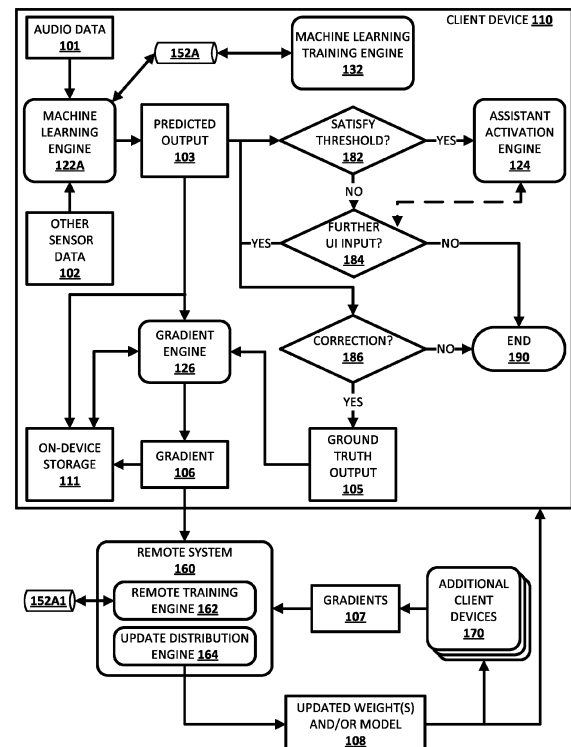 CLIENT DEVICE 110
AUDIO DATA
101
152A
MACHINE LEARNING
TRAINING ENGINE
132
MACHINE
LEARNING
ENGINE
122A
PREDICTED
OUTPUT
103
SATISFY
THRESHOLD?
182
YES
ASSISTANT
ACTIVATION
ENGINE
124
NO
OTHER
SENSOR
DATA
102
YES
FURTHER
UI INPUT?
184
NO
GRADIENT
ENGINE
126
CORRECTION?
186
NO
END
190
YES
ON-DEVICE
STORAGE
111
GRADIENT
106
GROUND
TRUTH
OUTPUT
105
REMOTE SYSTEM
160
152A1
REMOTE TRAINING
ENGINE 162
UPDATE DISTRIBUTION
ENGINE 164
GRADIENTS
107
ADDITIONAL
CLIENT
DEVICES
170
UPDATED WEIGHT(S)
AND/OR MODEL
108